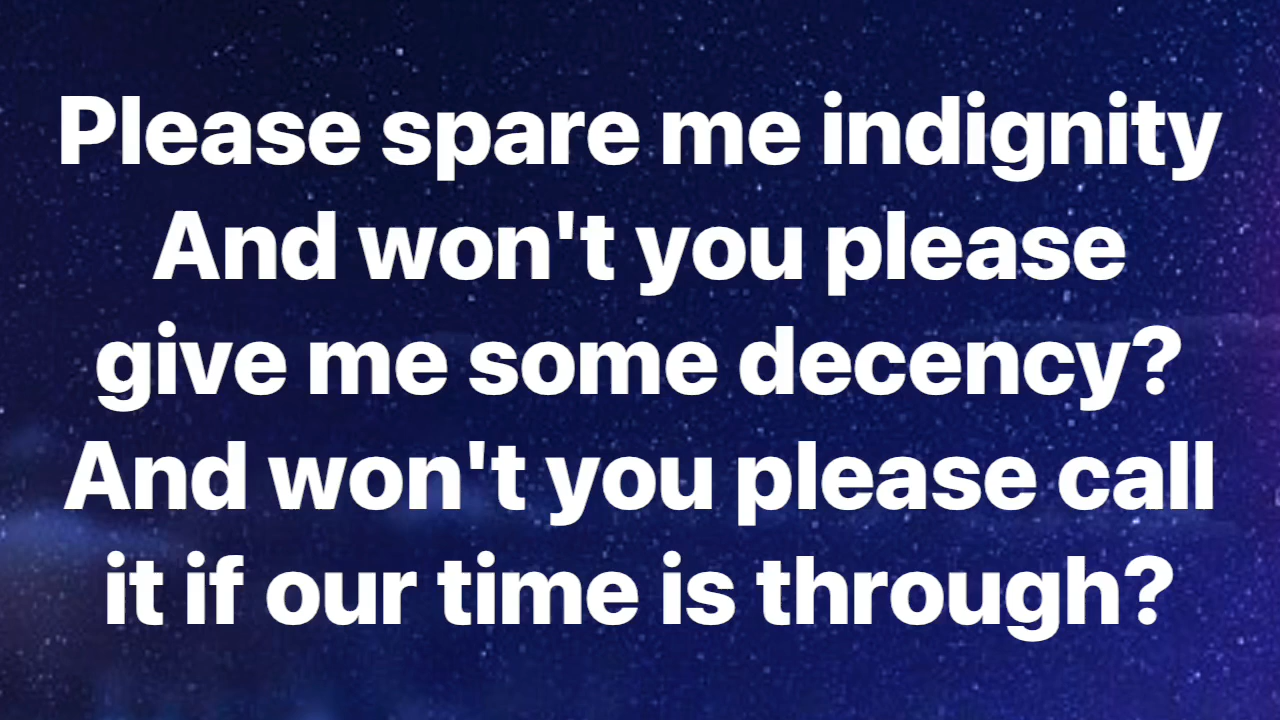 Please spare me indignity
And won't you please
give me some decency?
And won't you please call
it if our time is through?